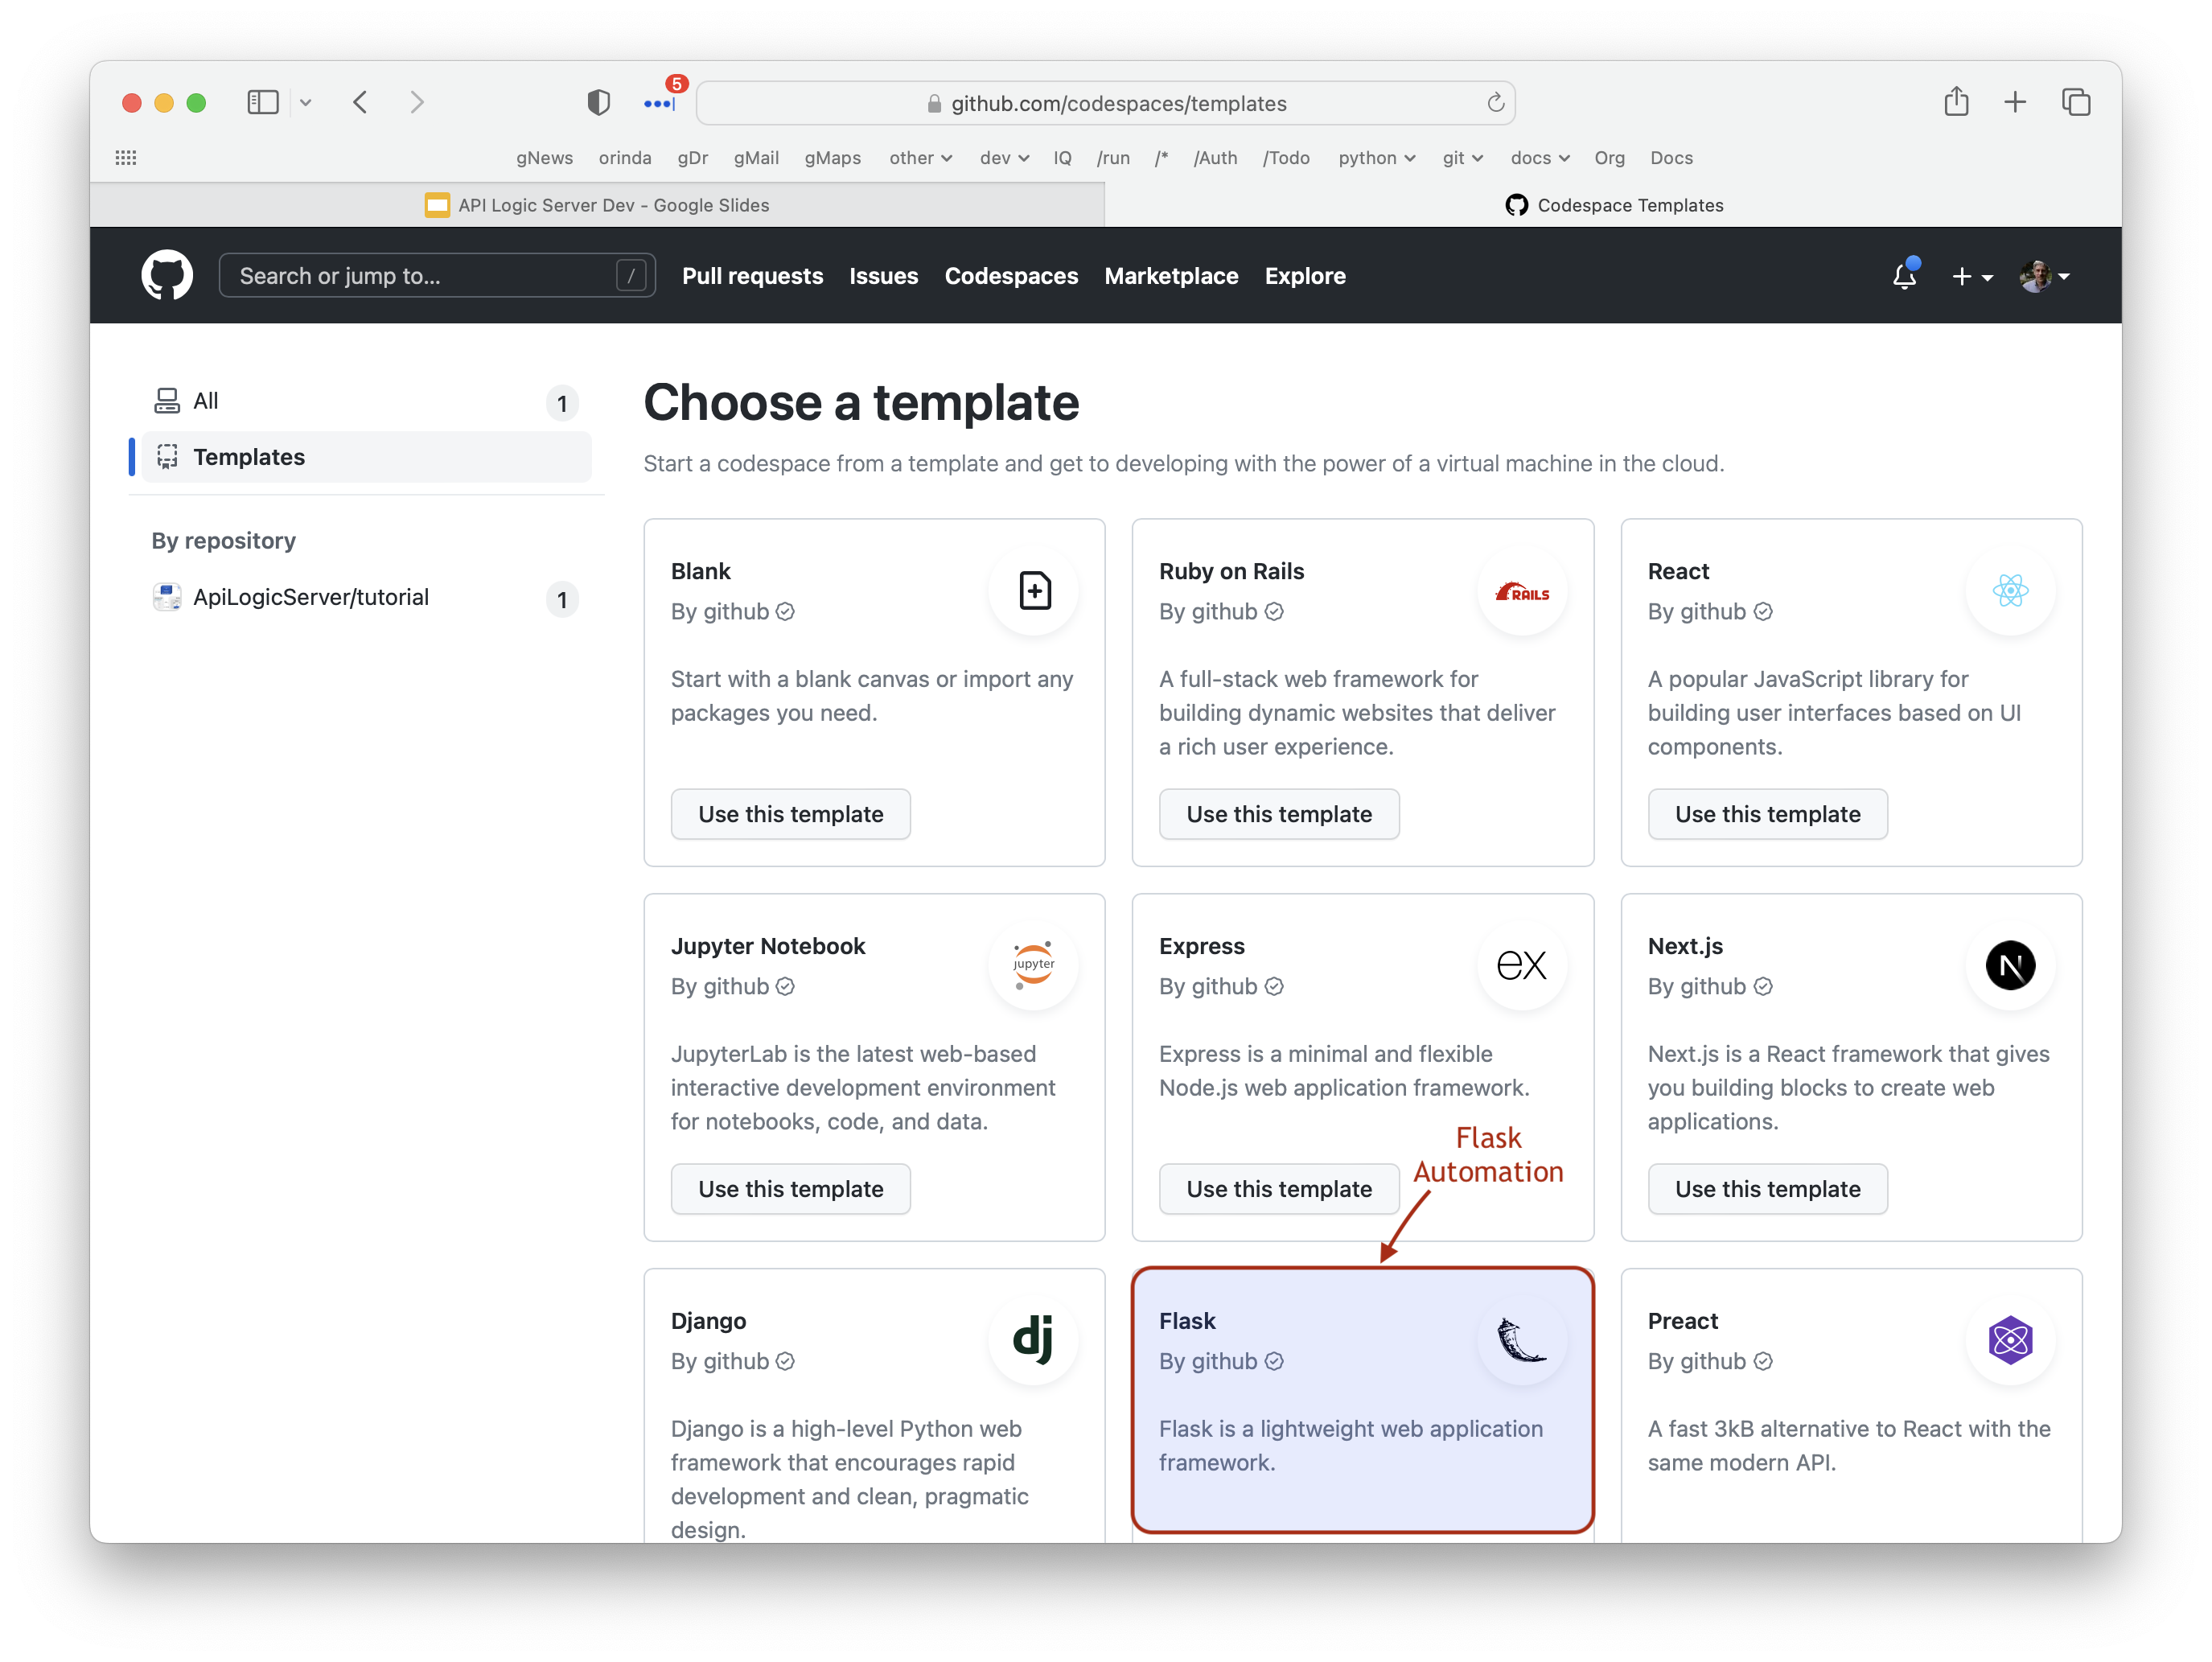 5
github.com/codespaces/templates
gNews orinda gDr gMail gMaps other dev IQ /run /* /Auth /Todo python git docs Org Docs
API Logic Server Dev - Google Slides
Codespace Templates
Search or jump to... /
Pull requests Issues Codespaces Marketplace Explore
All 1
Templates
By repository
ApiLogicServer/tutorial 1
Choose a template
Start a codespace from a template and get to developing with the power of a virtual machine in the cloud.
Blank
By github
Start with a blank canvas or import any
packages you need.
Use this template
Ruby on Rails
By github
RAILS
A full-stack web framework for
building dynamic websites that deliver
a rich user experience.
Use this template
React
By github
A popular JavaScript library for
building user interfaces based on UI
components.
Use this template
Jupyter Notebook
By github
jupyter
JupyterLab is the latest web-based
interactive development environment
for notebooks, code, and data.
Use this template
Express
By github
ex
Express is a minimal and flexible
Node.js web application framework.
Use this template
Next.js
By github
N
Next.js is a React framework that gives
you building blocks to create web
applications.
Use this template
Flask
Automation
Django
By github
dj
Django is a high-level Python web
framework that encourages rapid
development and clean, pragmatic
design.
Flask
By github
Flask is a lightweight web application
framework.
Preact
By github
A fast 3kB alternative to React with the
same modern API.